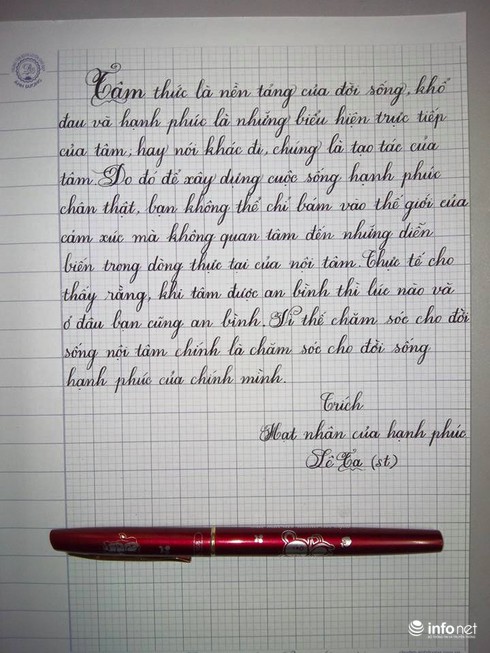 Tâm thức là nền tảng của đời sống, khổ
đau và hạnh phúc là những biểu hiện trực tiếp
của tâm, hay nói khác đi, chúng là tạo tác của
tâm. Do đó để xây dựng cuộc sống hạnh phúc
chân thật, bạn không thể chỉ bám vào thế giới của
cảm xúc mà không quan tâm đến những diễn
biến trong dòng thực tại của nội tâm. Thực tế cho
thấy rằng, khi tâm được an bình thì lúc nào và
ở đâu bạn cũng an bình. Vì thế chăm sóc cho đời
sống nội tâm chính là chăm sóc cho đời sống
hạnh phúc của chính mình.
Trích
Hạt nhân của hạnh phúc
Lê Tạ (st)
infonet